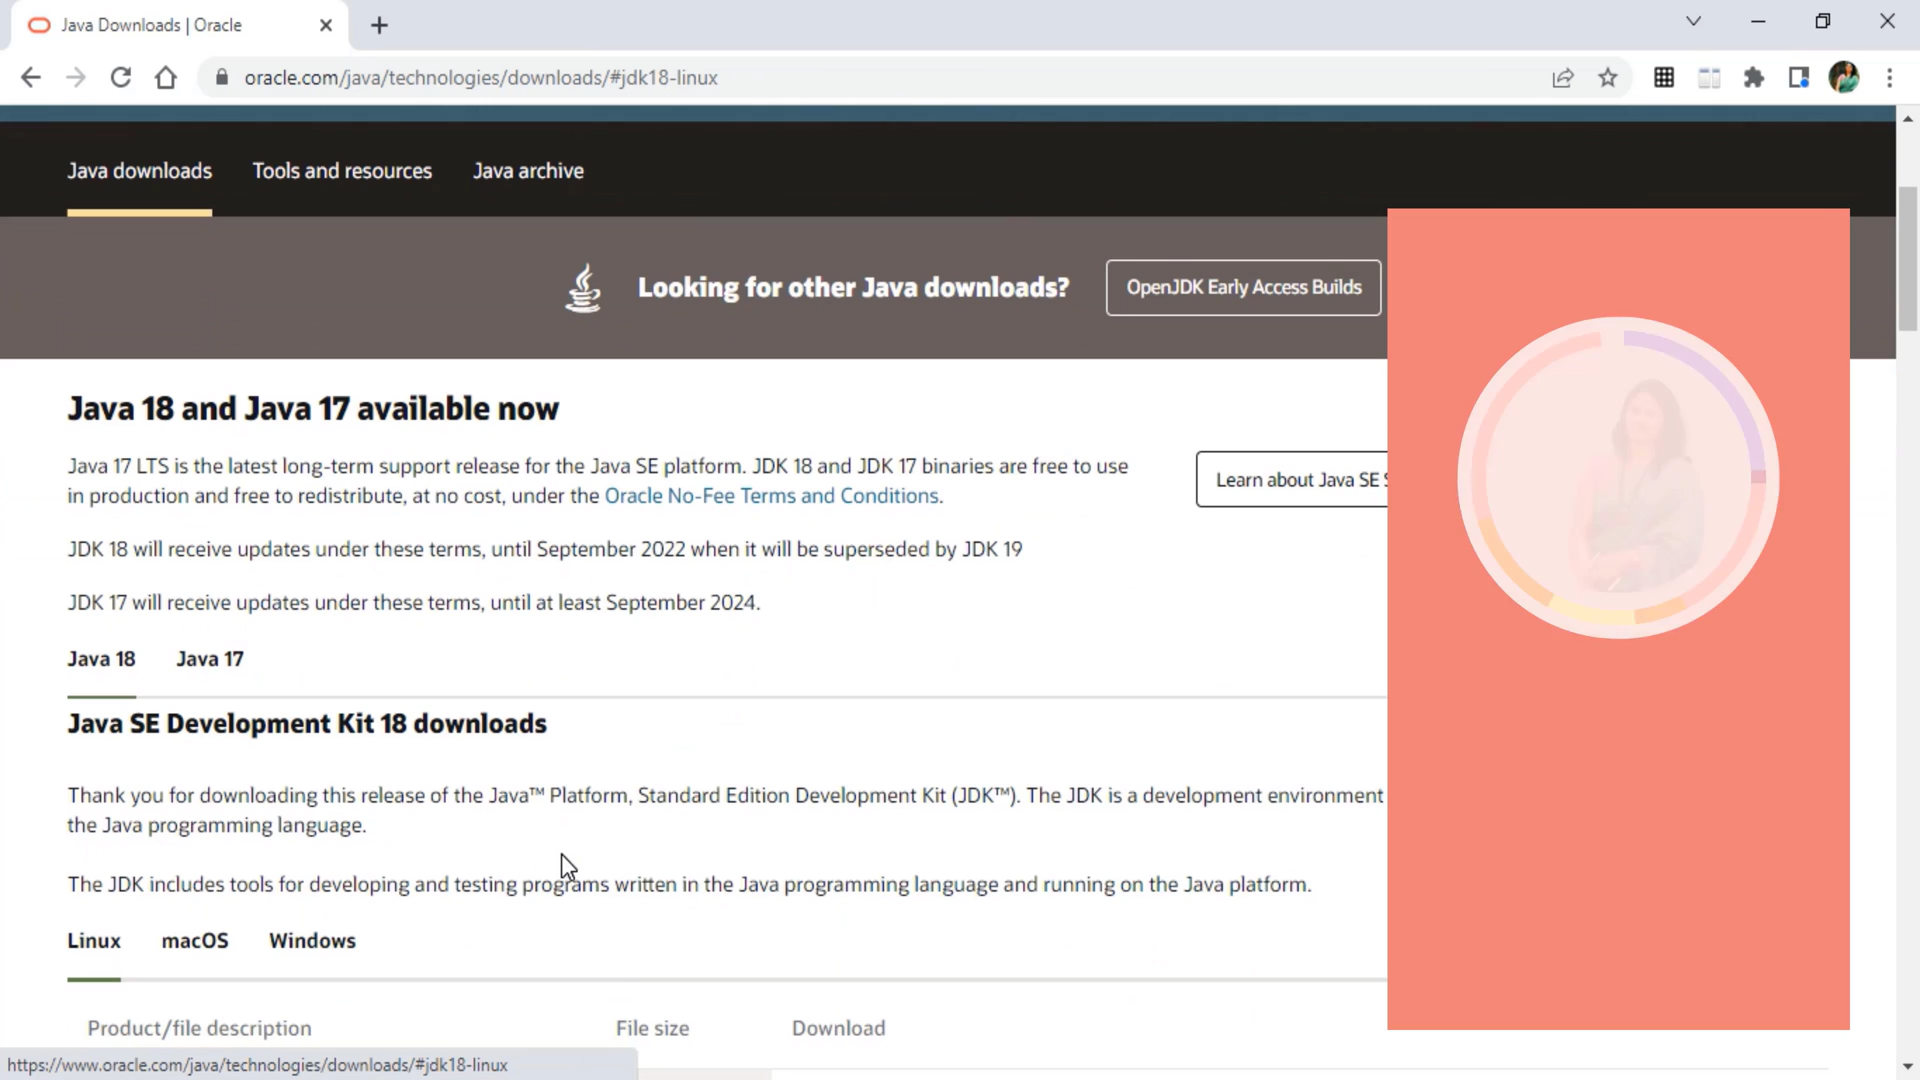 Java Downloads | Oracle
oracle.com/java/technologies/downloads/#jdk18-linux
Java downloads Tools and resources Java archive
Looking for other Java downloads? OpenJDK Early Access Builds
Java 18 and Java 17 available now
Java 17 LTS is the latest long-term support release for the Java SE platform. JDK 18 and JDK 17 binaries are free to use
in production and free to redistribute, at no cost, under the Oracle No-Fee Terms and Conditions.
Learn about Java SE S
JDK 18 will receive updates under these terms, until September 2022 when it will be superseded by JDK 19
JDK 17 will receive updates under these terms, until at least September 2024.
Java 18 Java 17
Java SE Development Kit 18 downloads
Thank you for downloading this release of the Java™ Platform, Standard Edition Development Kit (JDK™). The JDK is a development environment
the Java programming language.
The JDK includes tools for developing and testing programs written in the Java programming language and running on the Java platform.
Linux macOS Windows
Product/file description File size Download
https://www.oracle.com/java/technologies/downloads/#jdk18-linux